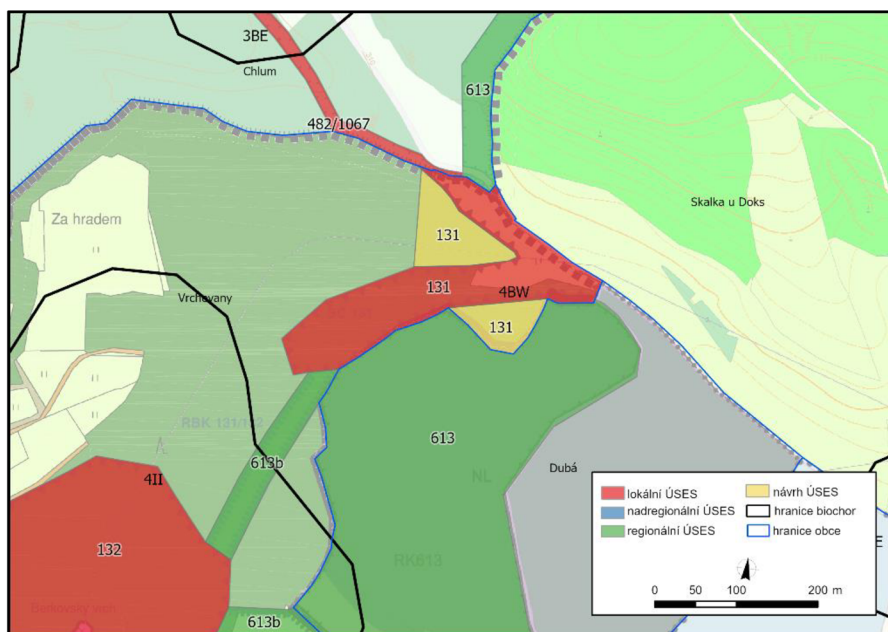 3BE
Chlum
613
482/1067
Skalka u Doks
Za hradem
131
Vrchovany
131
4BW
131
RBK 131/132
613
613b
NL
Dubá
4II
132
RK613
613b
lokální ÚSES
nadregionální ÚSES
regionální ÚSES
návrh ÚSES
hranice biochor
hranice obce
E
0 50 100 200 m